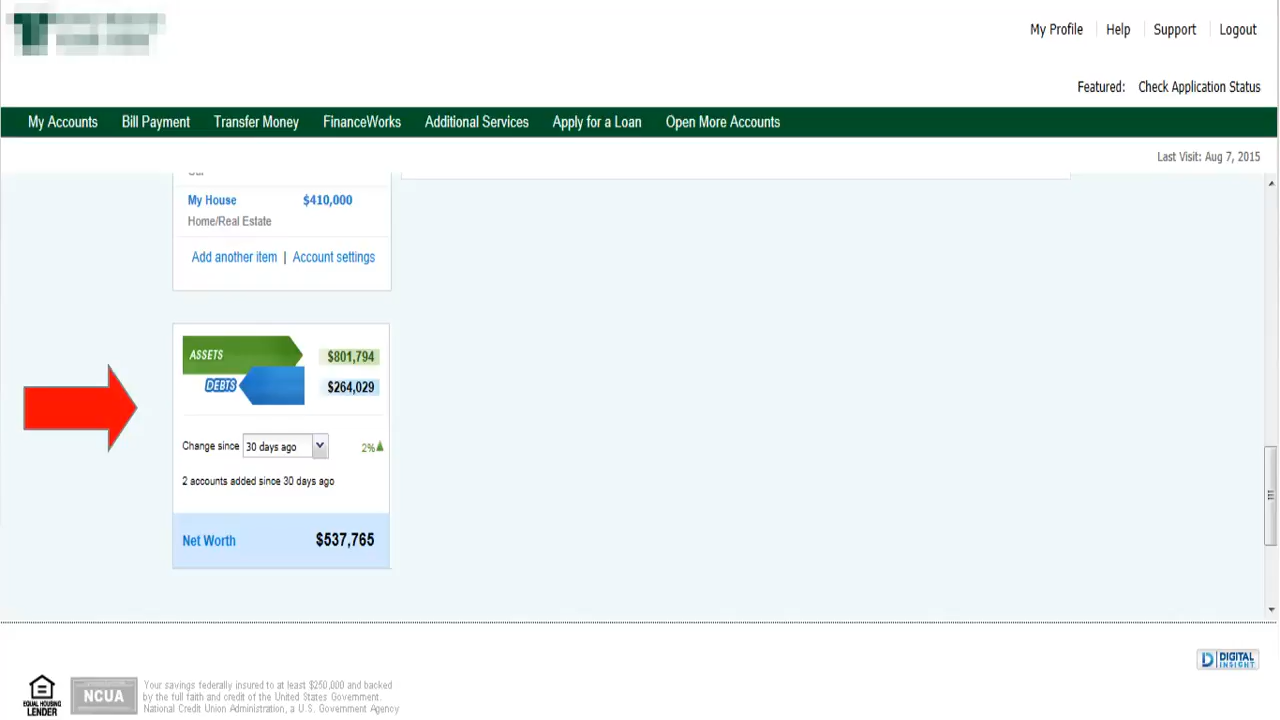 My Profile Help Support Logout
Featured: Check Application Status
My Accounts Bill Payment Transfer Money FinanceWorks Additional Services Apply for a Loan Open More Accounts
Last Visit: Aug 7, 2015
My House $410,000
Home/Real Estate
Add another item | Account settings
ASSETS $801,794
DEBTS $264,029
Change since 30 days ago 2%
2 accounts added since 30 days ago
Net Worth $537,765
DIGITAL
INSIGHT
EQUAL HOUSING
LENDER
NCUA
Your savings federally insured to at least $250,000 and backed
by the full faith and credit of the United States Government.
National Credit Union Administration, a U.S. Government Agency